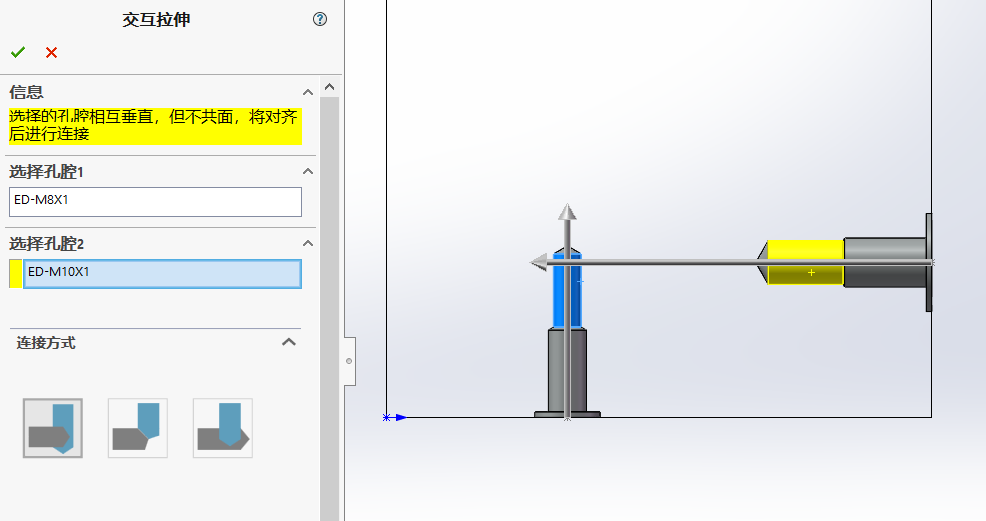 交互拉伸
信息
选择的孔腔相互垂直，但不共面，将对齐
后进行连接
选择孔腔1
ED-M8X1
选择孔腔2
ED-M10X1
连接方式